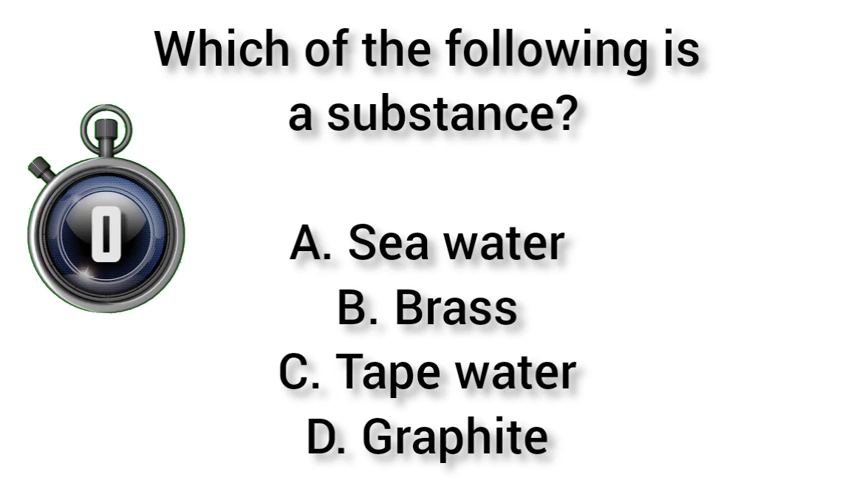 Which of the following is
a substance?
0
A. Sea water
B. Brass
C. Tape water
D. Graphite